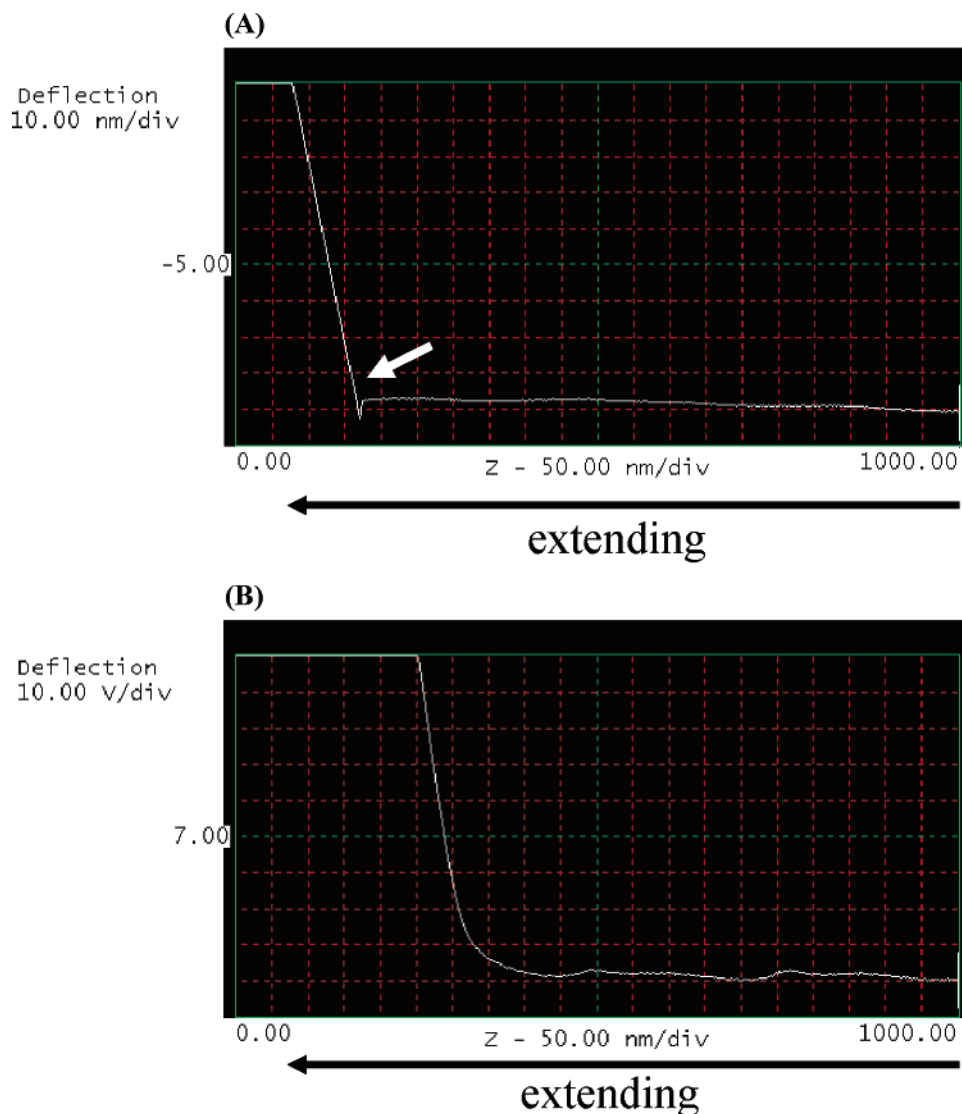 (A)
Deflection
10.00 nm/div
-5.00
0.00 Z - 50.00 nm/div 1000.00
extending
(B)
Deflection
10.00 V/div
7.00
0.00 Z - 50.00 nm/div 1000.00
extending